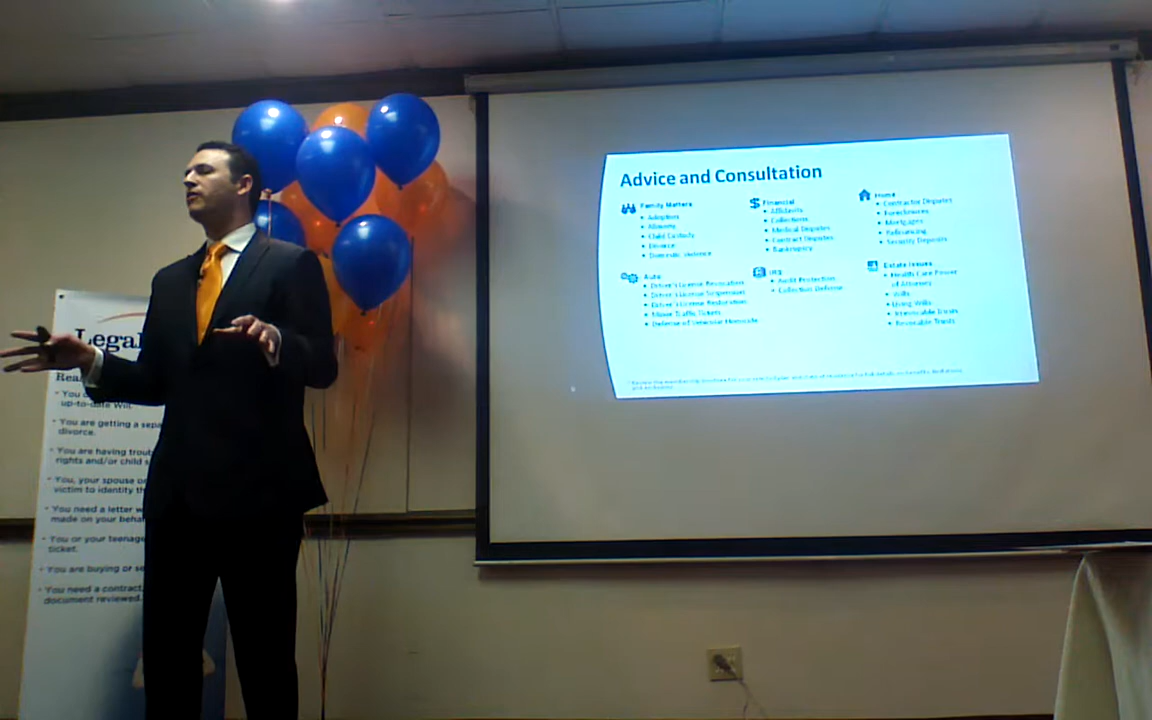 Advice and Consultation
Family Matters
• Adoption
• Alimony
• Child Custody
• Divorce
• Domestic Violence
$ Financial
• Affidavits
• Collections
• Medical Disputes
• Contract Disputes
• Bankruptcy
Home
• Contractor Disputes
• Foreclosures
• Mortgages
• Refinancing
• Security Deposits
Auto
• Driver's License Revocation
• Driver's License Suspension
• Driver's License Restoration
• Minor Traffic Tickets
• Defense of Vehicular Homicide
IRS
• Audit Protection
• Collection Defense
Estate Issues
• Health Care Power
of Attorney
• Wills
• Living Wills
• Irrevocable Trusts
• Revocable Trusts
Legal
Rea
• You
up-to-date Will.
• You are getting a sepa
divorce.
• You are having troub
rights and/or child s
• You, your spouse o
victim to identity th
• You need a letter w
made on your beha
• You or your teenage
ticket.
• You are buying or se
• You need a contract,
document reviewed.